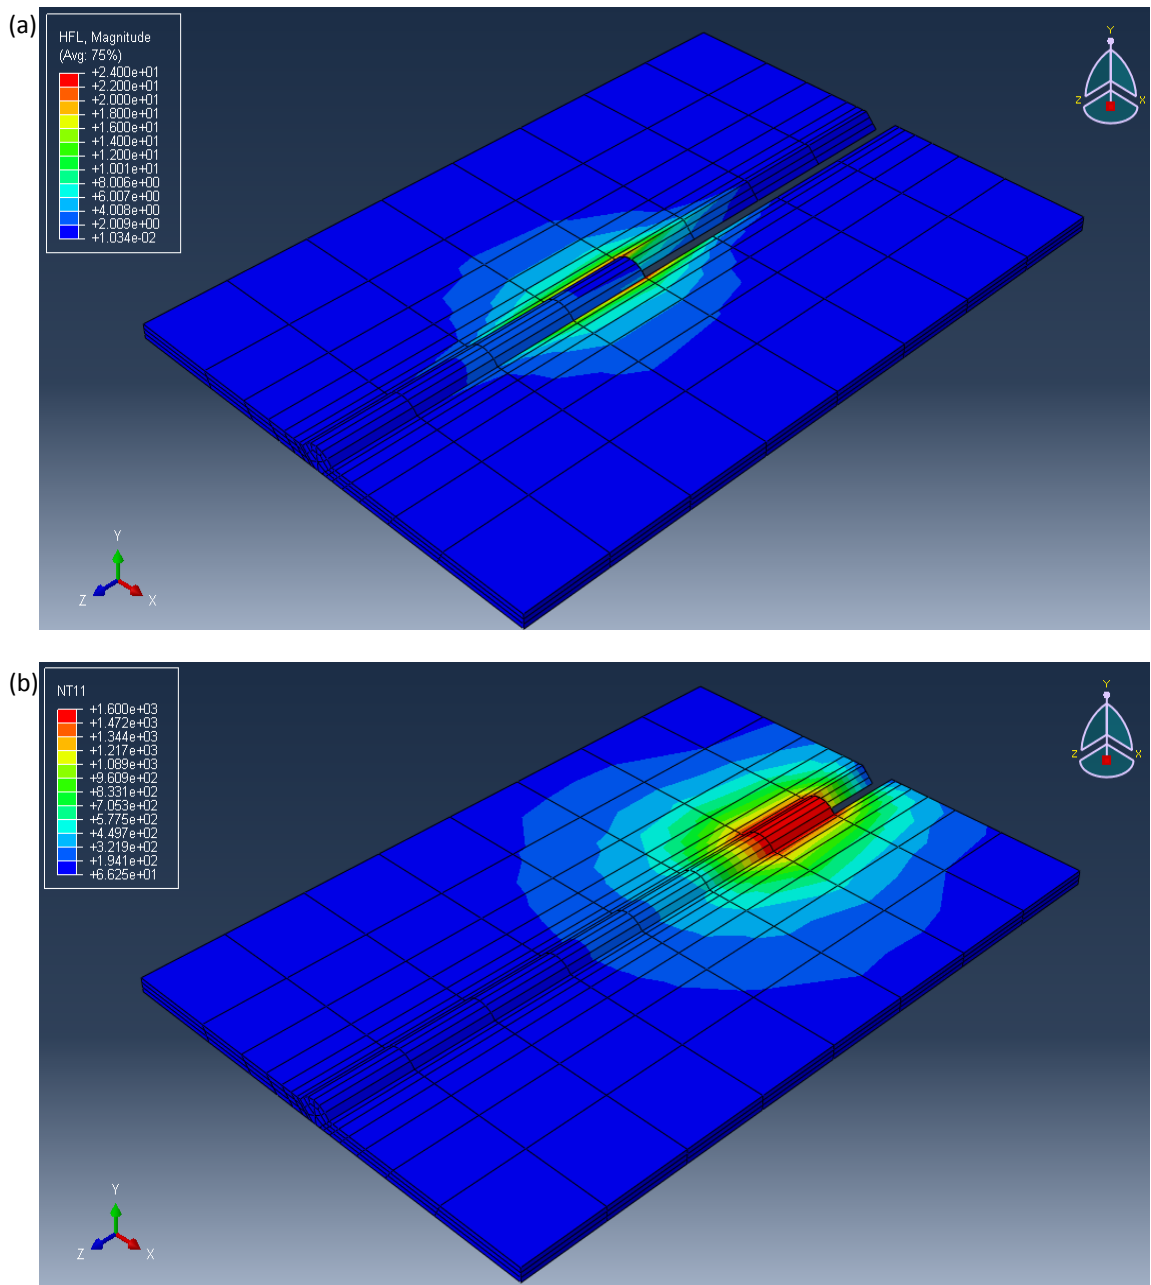 (a)
HFL, Magnitude
(Avg: 75%)
+2.400e+01
+2.200e+01
+2.000e+01
+1.800e+01
+1.600e+01
+1.400e+01
+1.200e+01
+1.001e+01
+8.006e+00
+6.007e+00
+4.008e+00
+2.009e+00
+1.034e-02
Y
Z
X
Y
Z
X
(b)
NT11
+1.600e+03
+1.472e+03
+1.344e+03
+1.217e+03
+1.089e+03
+9.609e+02
+8.331e+02
+7.053e+02
+5.775e+02
+4.497e+02
+3.219e+02
+1.941e+02
+6.625e+01
Y
Z
X
Y
Z
X